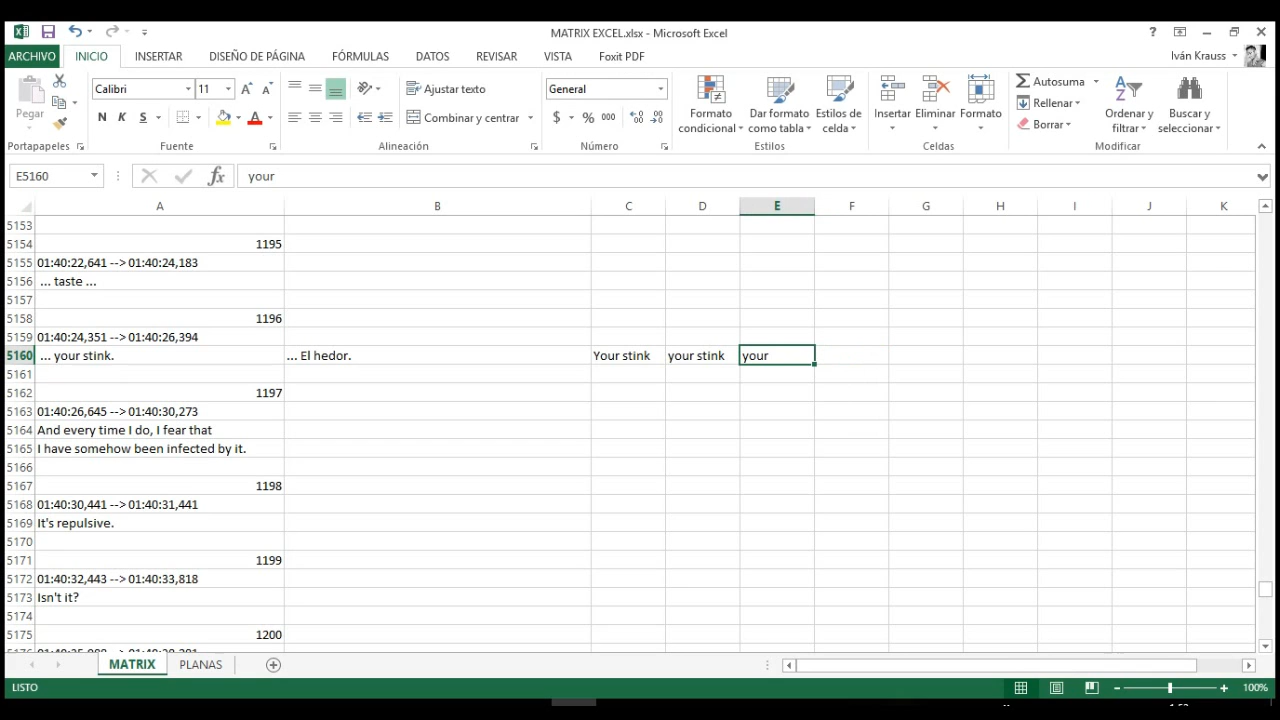 MATRIX EXCEL.xlsx - Microsoft Excel
?
ARCHIVO INICIO INSERTAR DISEÑO DE PÁGINA FÓRMULAS DATOS REVISAR VISTA Foxit PDF Iván Krauss
Pegar
Portapapeles
Calibri 11
N K S
Fuente
Ajustar texto
Combinar y centrar
Alineación
General
$ % 000
Número
Formato condicional
Dar formato como tabla
Estilos de celda
Estilos
Insertar Eliminar Formato
Celdas
Autosuma
Rellenar
Borrar
Ordenar y filtrar
Buscar y seleccionar
Modificar
E5160 fx your
A B C D E F G H I J K
5153
5154 1195
5155 01:40:22,641 --> 01:40:24,183
5156 ... taste ...
5157
5158 1196
5159 01:40:24,351 --> 01:40:26,394
5160 ... your stink. ... El hedor. Your stink your stink your
5161
5162 1197
5163 01:40:26,645 --> 01:40:30,273
5164 And every time I do, I fear that
5165 I have somehow been infected by it.
5166
5167 1198
5168 01:40:30,441 --> 01:40:31,441
5169 It's repulsive.
5170
5171 1199
5172 01:40:32,443 --> 01:40:33,818
5173 Isn't it?
5174
5175 1200
MATRIX PLANAS
LISTO 100%